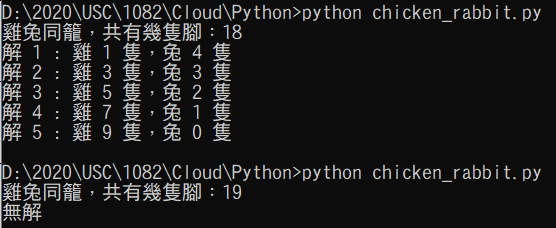 D:\2020\USC\1082\Cloud\Python>python chicken_rabbit.py
雞兔同籠，共有幾隻腳：18
解 1 : 雞 1 隻，兔 4 隻
解 2 : 雞 3 隻，兔 3 隻
解 3 : 雞 5 隻，兔 2 隻
解 4 : 雞 7 隻，兔 1 隻
解 5 : 雞 9 隻，兔 0 隻
D:\2020\USC\1082\Cloud\Python>python chicken_rabbit.py
雞兔同籠，共有幾隻腳：19
無解